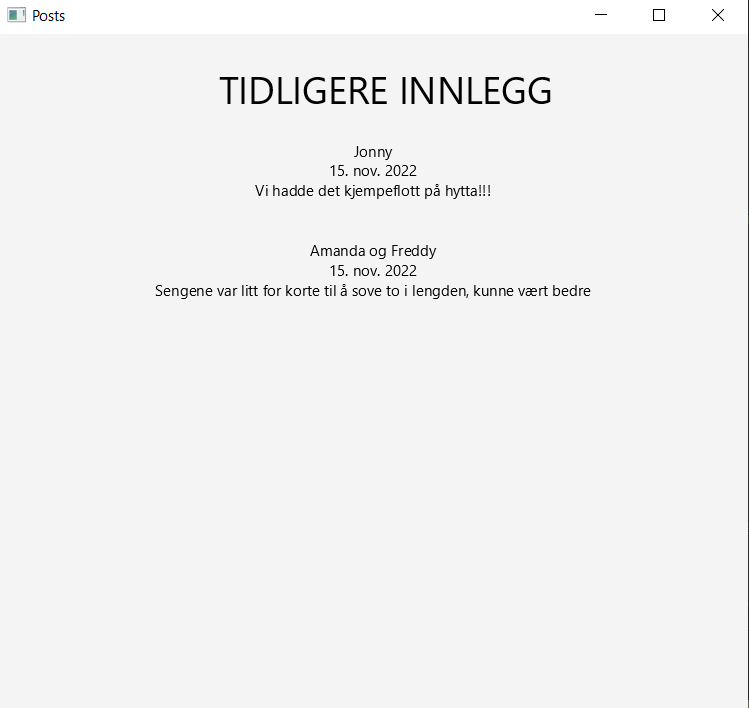 Posts
TIDLIGERE INNLEGG
Jonny
15. nov. 2022
Vi hadde det kjempeflott på hytta!!!
Amanda og Freddy
15. nov. 2022
Sengene var litt for korte til å sove to i lengden, kunne vært bedre